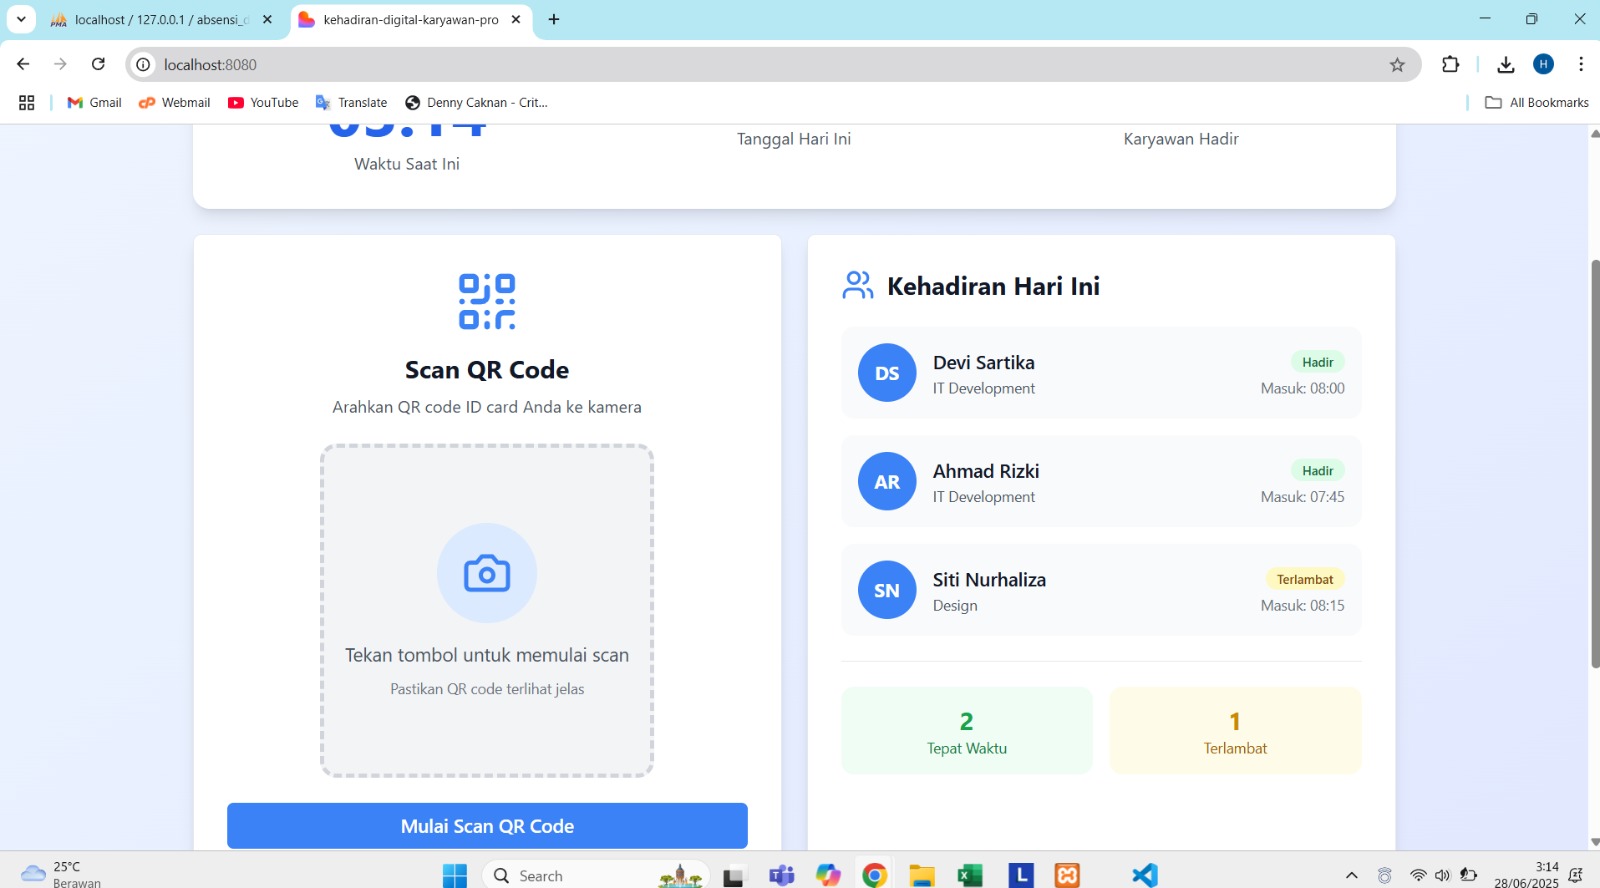 localhost / 127.0.0.1 / absensi_d
kehadiran-digital-karyawan-pro
localhost:8080
Gmail
Webmail
YouTube
Translate
Denny Caknan - Crit...
All Bookmarks
H
03:14
Waktu Saat Ini
Tanggal Hari Ini
Karyawan Hadir
Scan QR Code
Arahkan QR code ID card Anda ke kamera
Tekan tombol untuk memulai scan
Pastikan QR code terlihat jelas
Mulai Scan QR Code
Kehadiran Hari Ini
DS
Devi Sartika
Hadir
IT Development
Masuk: 08:00
AR
Ahmad Rizki
Hadir
IT Development
Masuk: 07:45
SN
Siti Nurhaliza
Terlambat
Design
Masuk: 08:15
2
Tepat Waktu
1
Terlambat
25°C
Berawan
Search
L
3:14
28/06/2025